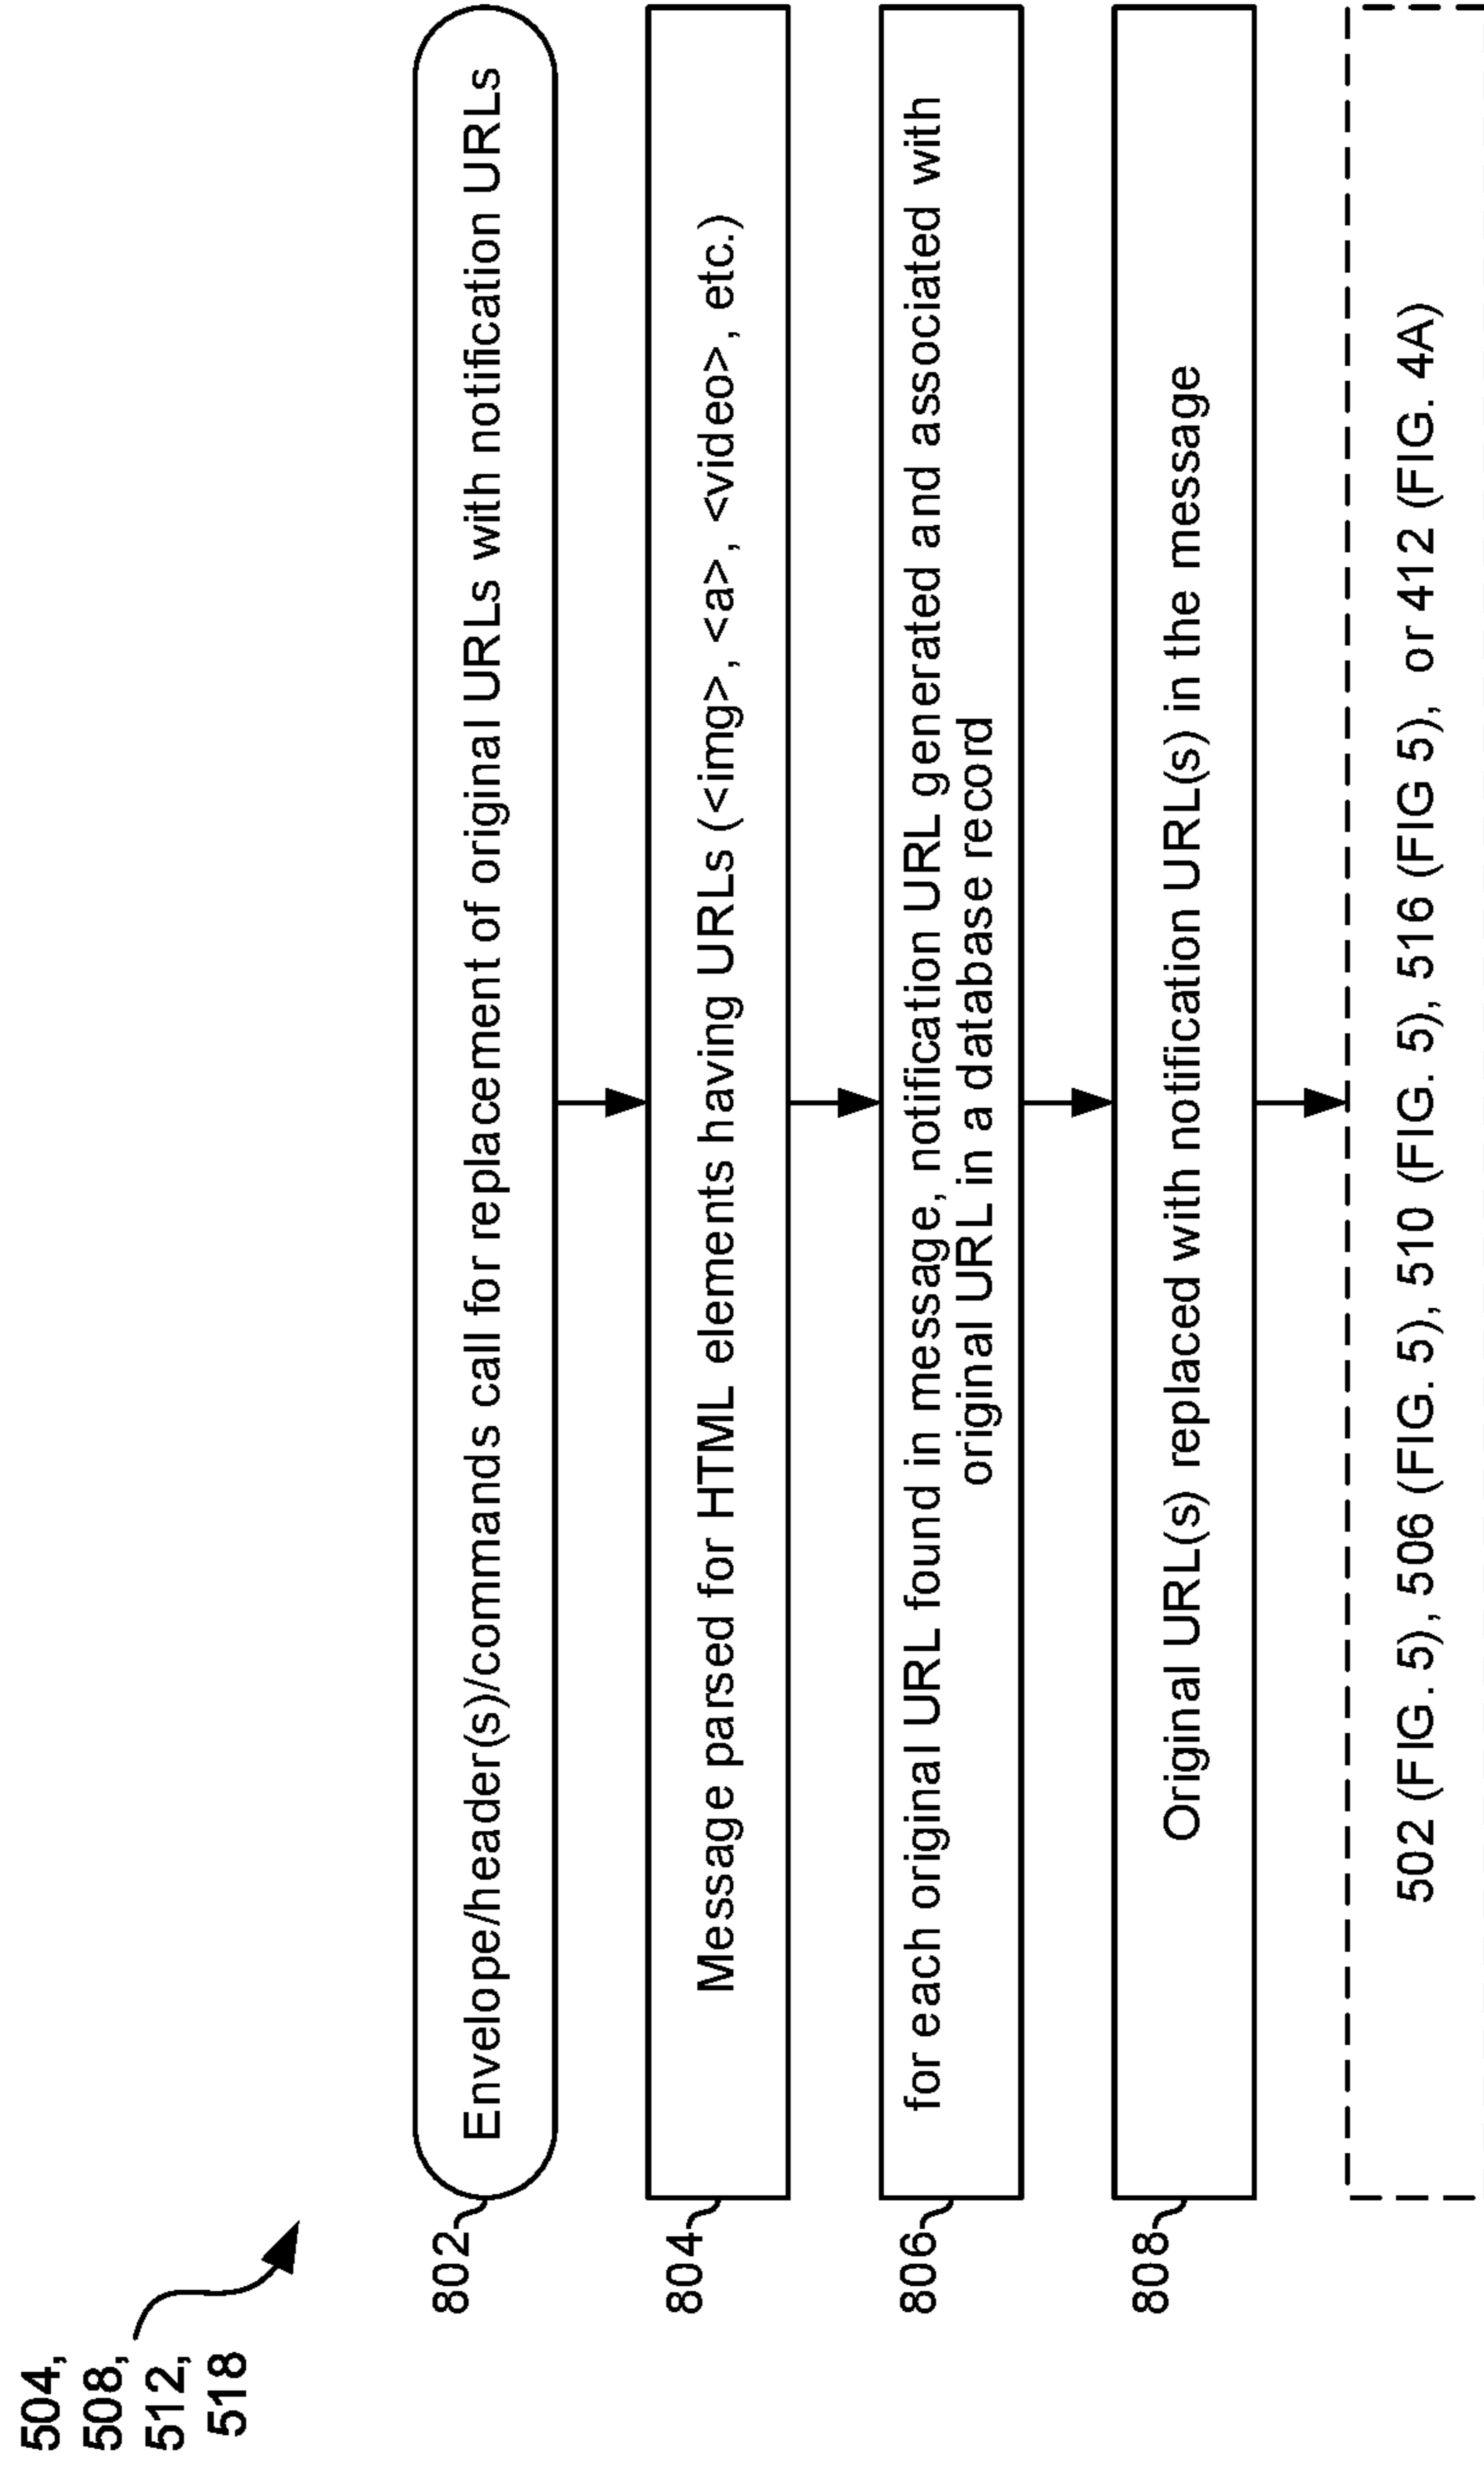 504,
508,
512,
518
802
Envelope/header(s)/commands call for replacement of original URLs with notification URLs
804
Message parsed for HTML elements having URLs (<img>, <a>, <video>, etc.)
806
for each original URL found in message, notification URL generated and associated with
original URL in a database record
808
Original URL(s) replaced with notification URL(s) in the message
502 (FIG. 5), 506 (FIG. 5), 510 (FIG. 5), 516 (FIG 5), or 412 (FIG. 4A)